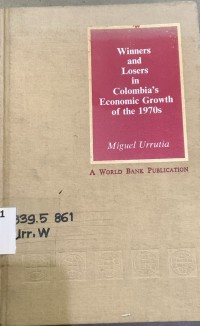 Winners
and
Losers
in
Colombia's
Economic Growth
of the 1970s
Miguel Urrutia
A WORLD BANK PUBLICATION
1
339.5 861
Urr.W